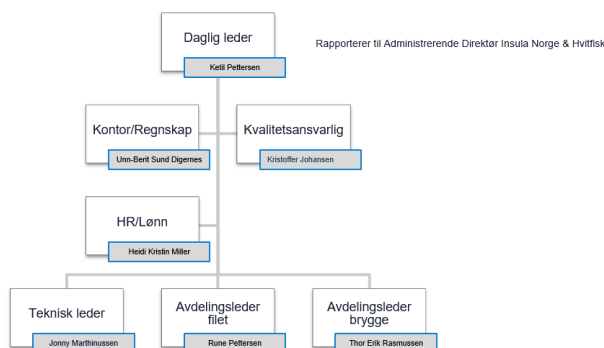 Daglig leder
Rapporterer til Administrerende Direktør Insula Norge & Hvitfisk
Ketil Pettersen
Kontor/Regnskap
Unn-Berit Sund Digernes
Kvalitetsansvarlig
Kristoffer Johansen
HR/Lønn
Heidi Kristin Miller
Teknisk leder
Jonny Marthinussen
Avdelingsleder
filet
Rune Pettersen
Avdelingsleder
brygge
Thor Erik Rasmussen